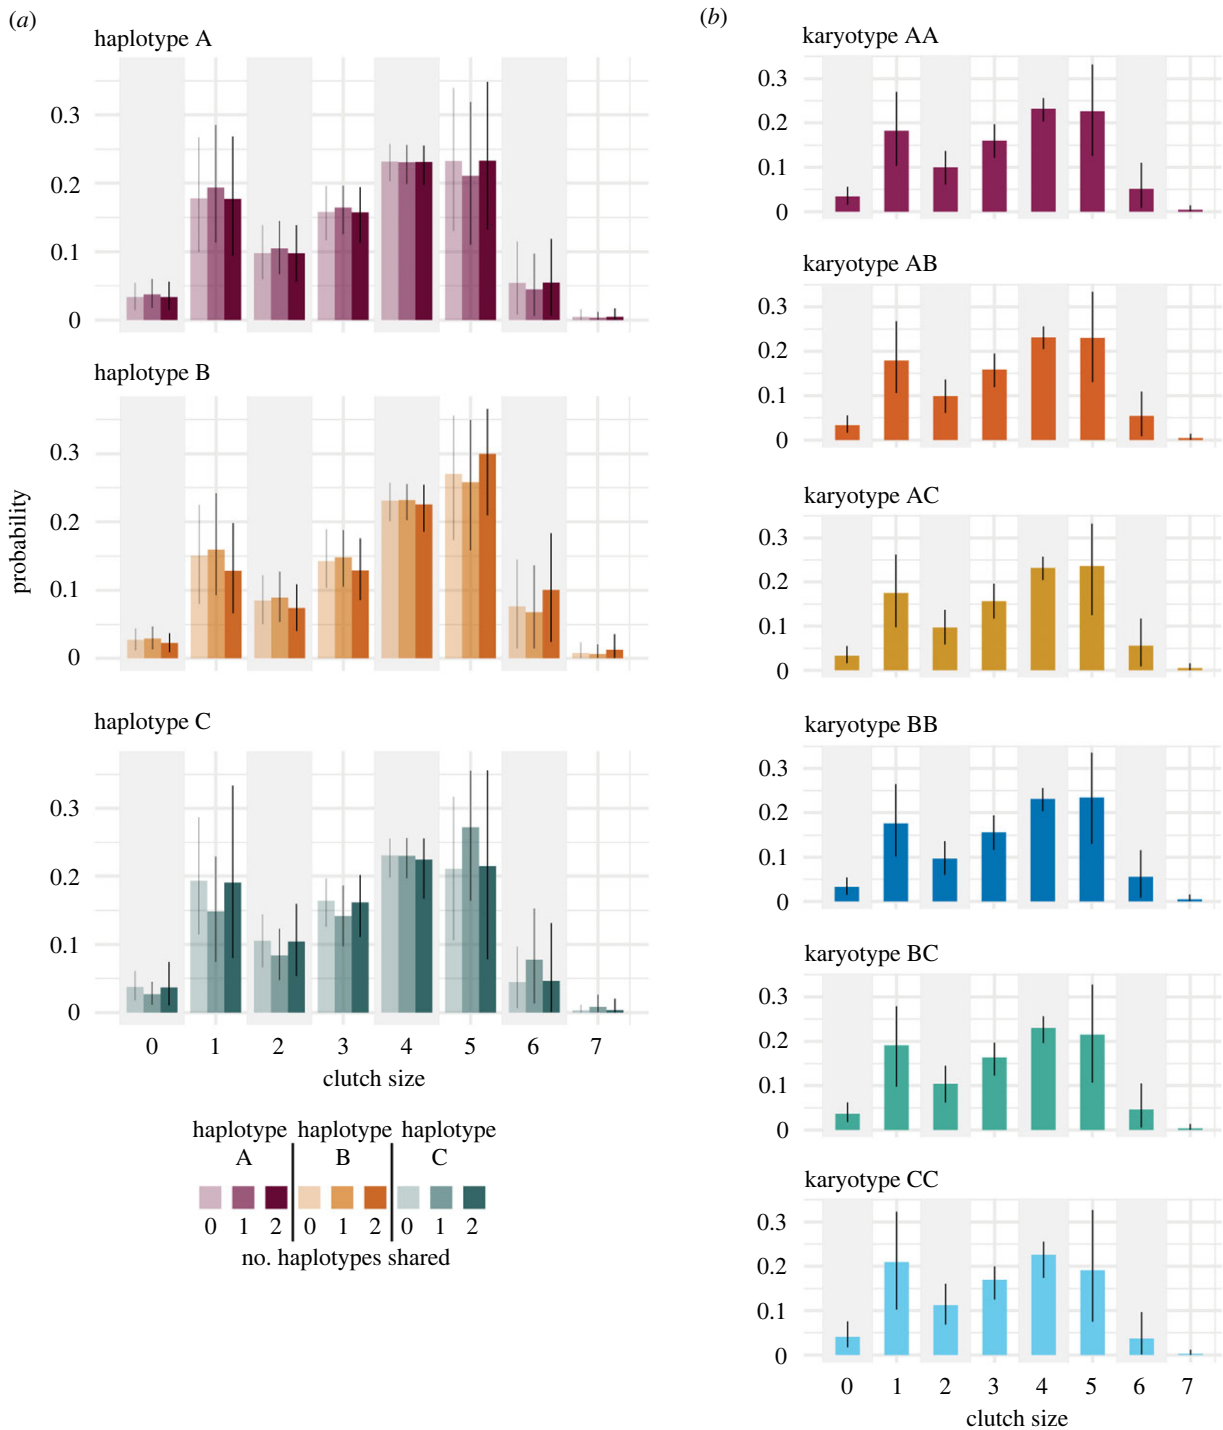 (a)
haplotype A
0.3
0.2
0.1
0
haplotype B
0.3
0.2
0.1
0
probability
haplotype C
0.3
0.2
0.1
0
0 1 2 3 4 5 6 7
clutch size
haplotype haplotype haplotype
A B C
0 1 2 0 1 2 0 1 2
no. haplotypes shared
(b)
karyotype AA
0.3
0.2
0.1
0
karyotype AB
0.3
0.2
0.1
0
karyotype AC
0.3
0.2
0.1
0
karyotype BB
0.3
0.2
0.1
0
karyotype BC
0.3
0.2
0.1
0
karyotype CC
0.3
0.2
0.1
0
0 1 2 3 4 5 6 7
clutch size